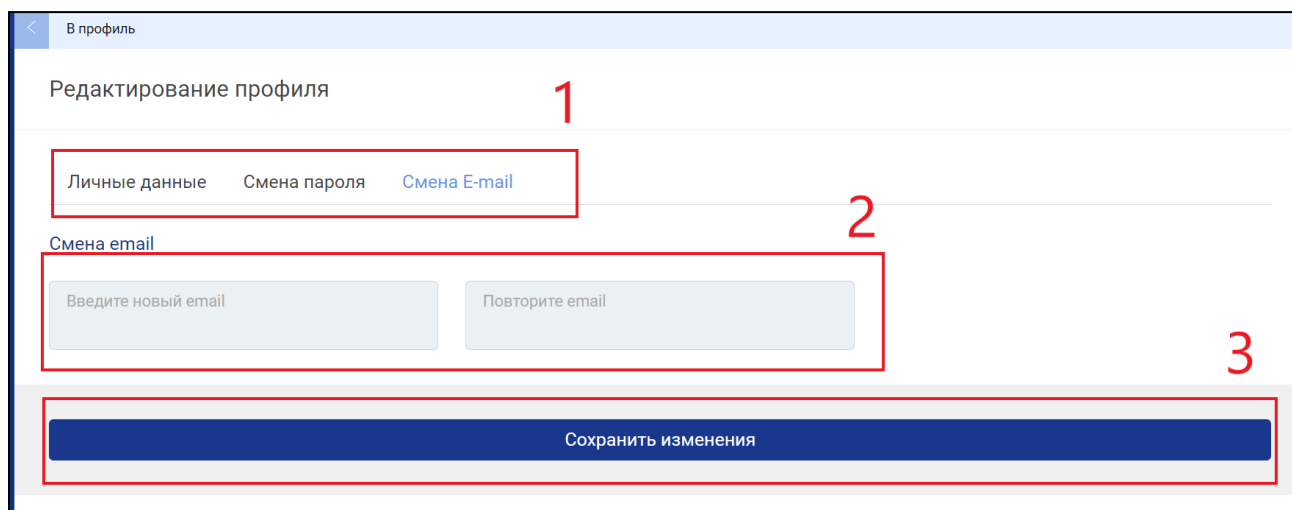 В профиль
Редактирование профиля
1
Личные данные Смена пароля Смена E-mail
2
Смена email
Введите новый email Повторите email
3
Сохранить изменения